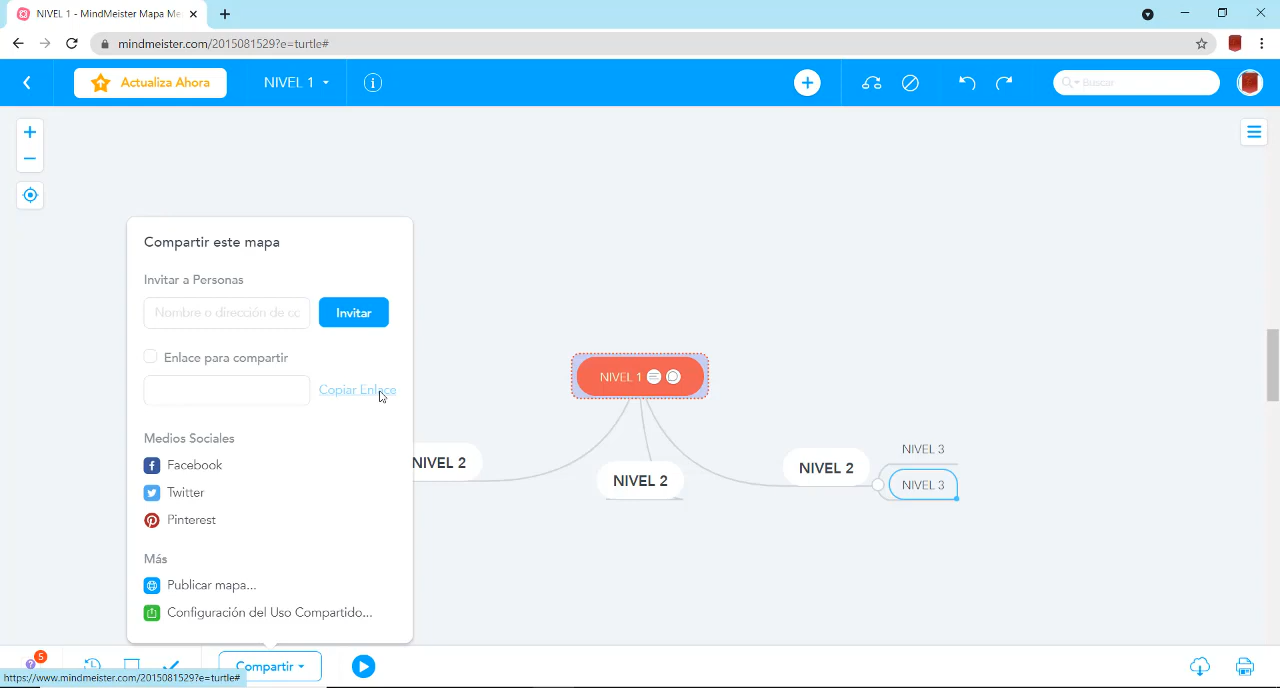 NIVEL 1 - MindMeister Mapa Me
mindmeister.com/2015081529?e=turtle#
Actualiza Ahora
NIVEL 1
Buscar
Compartir este mapa
Invitar a Personas
Nombre o dirección de cc
Invitar
Enlace para compartir
Copiar Enlace
Medios Sociales
Facebook
Twitter
Pinterest
Más
Publicar mapa...
Configuración del Uso Compartido...
NIVEL 1
NIVEL 2
NIVEL 2
NIVEL 2
NIVEL 3
NIVEL 3
5
Compartir
https://www.mindmeister.com/2015081529?e=turtle#